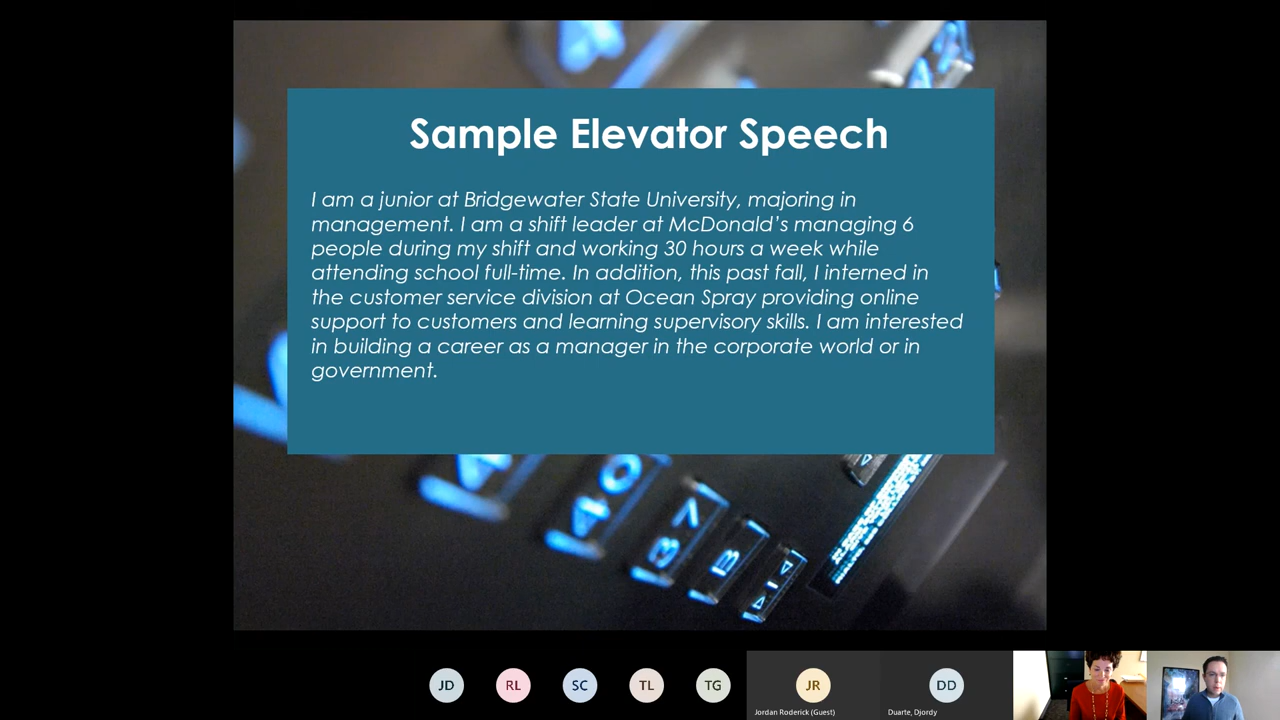 Sample Elevator Speech
I am a junior at Bridgewater State University, majoring in
management. I am a shift leader at McDonald’s managing 6
people during my shift and working 30 hours a week while
attending school full-time. In addition, this past fall, I interned in
the customer service division at Ocean Spray providing online
support to customers and learning supervisory skills. I am interested
in building a career as a manager in the corporate world or in
government.
40
37
B
JD RL SC TL TG JR DD
Jordan Roderick (Guest) Duarte, Djordy